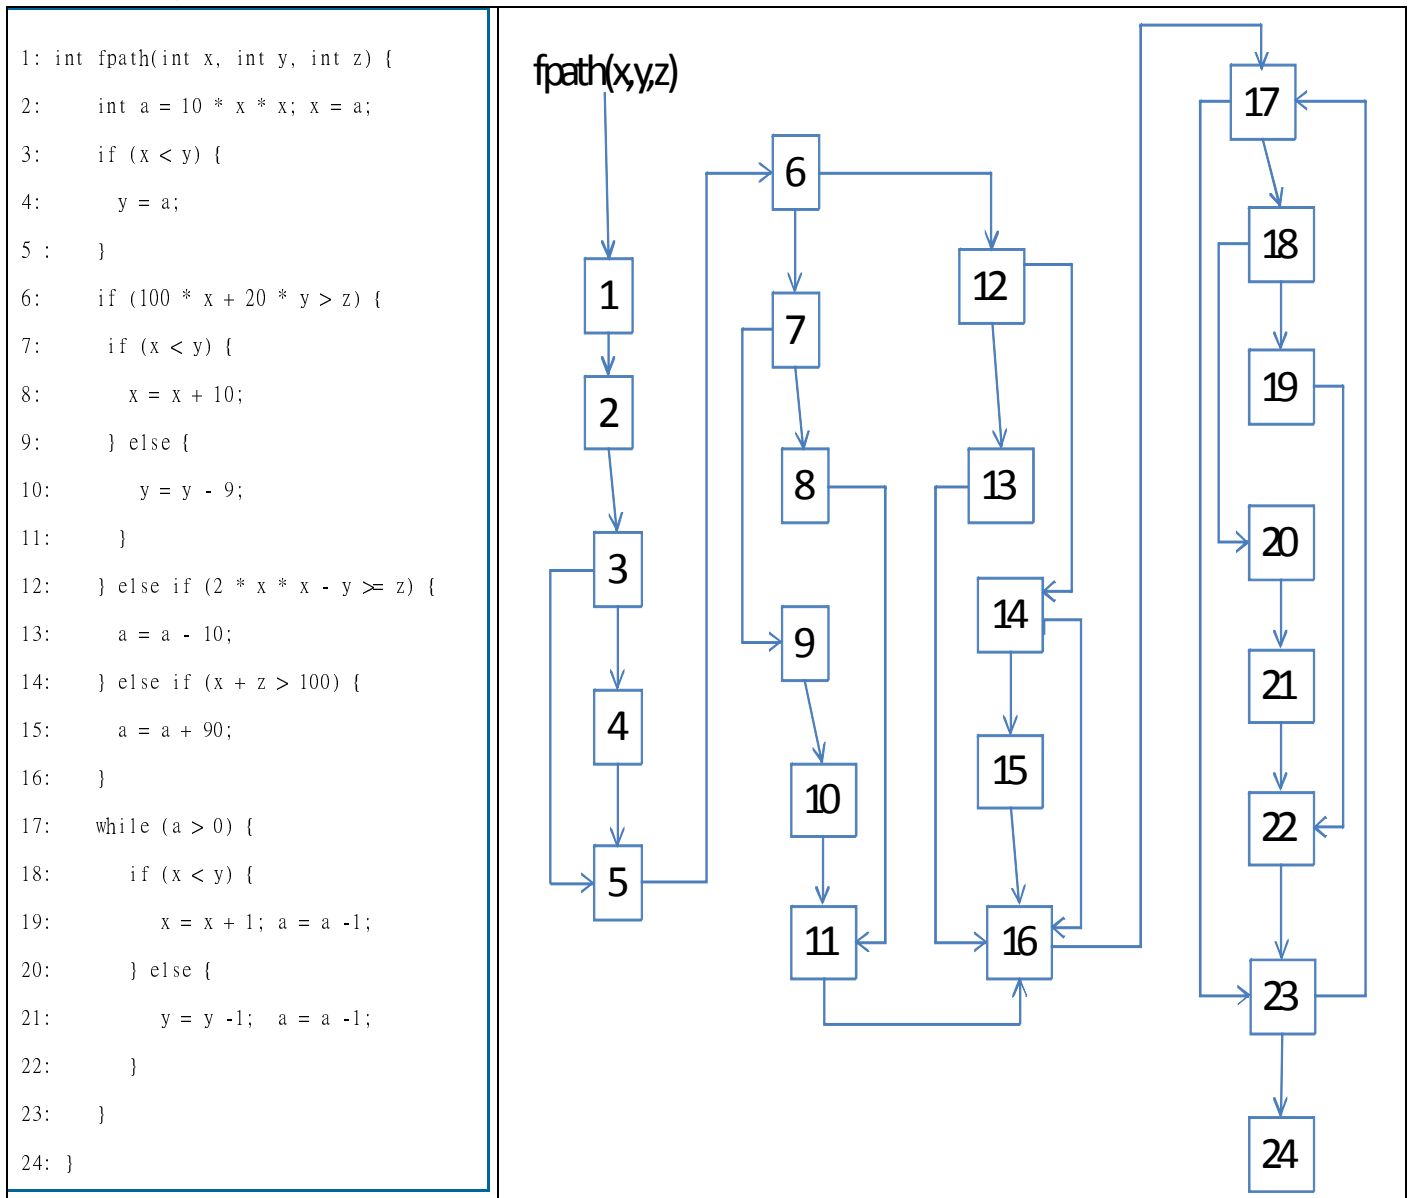 1: int fpath(int x, int y, int z) {
2: int a = 10 * x * x; x = a;
3: if (x < y) {
4: y = a;
5 : }
6: if (100 * x + 20 * y > z) {
7: if (x < y) {
8: x = x + 10;
9: } else {
10: y = y - 9;
11: }
12: } else if (2 * x * x - y >= z) {
13: a = a - 10;
14: } else if (x + z > 100) {
15: a = a + 90;
16: }
17: while (a > 0) {
18: if (x < y) {
19: x = x + 1; a = a -1;
20: } else {
21: y = y -1; a = a -1;
22: }
23: }
24: }
fpath(x,y,z)
1
2
3
4
5
6
7
8
9
10
11
12
13
14
15
16
17
18
19
20
21
22
23
24